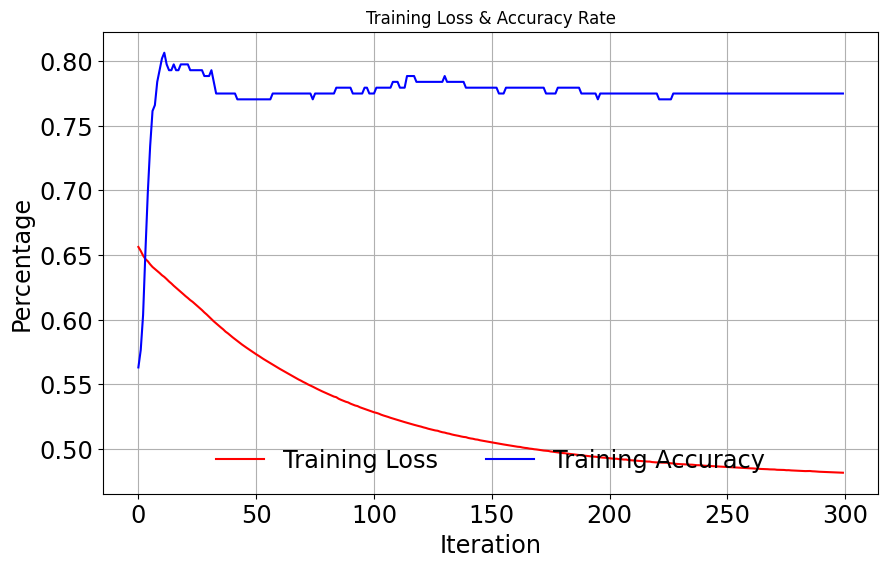 Training Loss & Accuracy Rate
0.80
0.75
0.70
0.65
0.60
0.55
0.50
Percentage
Training Loss Training Accuracy
0 50 100 150 200 250 300
Iteration